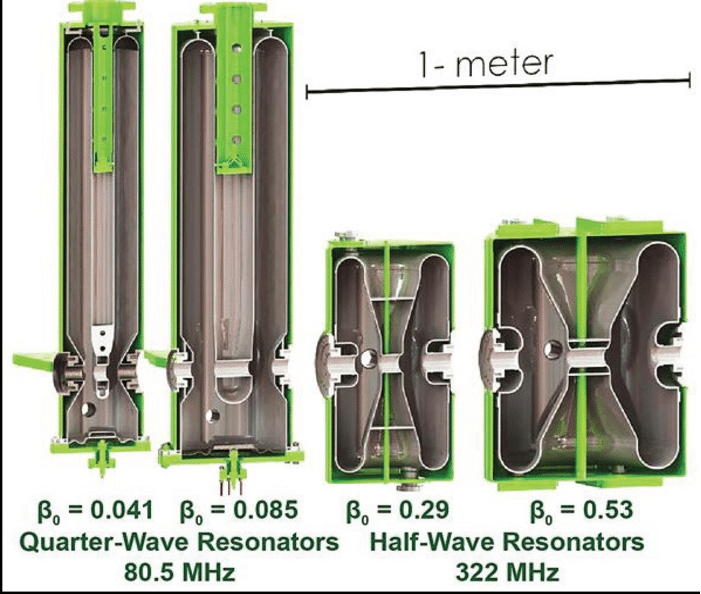 1- meter
β₀ = 0.041 β₀ = 0.085 β₀ = 0.29 β₀ = 0.53
Quarter-Wave Resonators Half-Wave Resonators
80.5 MHz 322 MHz